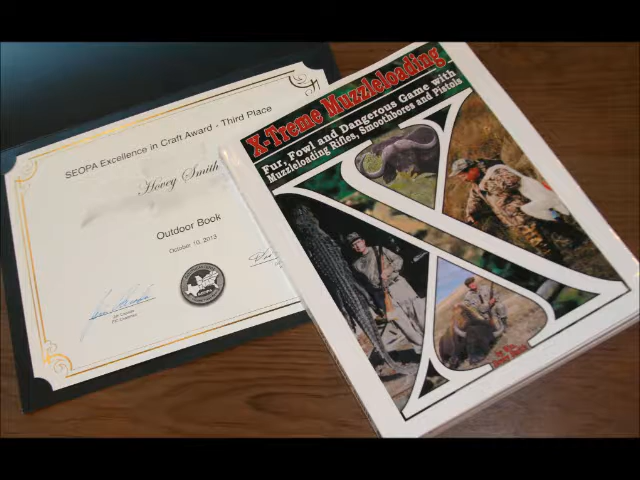 SEOPA Excellence in Craft Award - Third Place
Hovey Smith
Outdoor Book
October 10, 2013
X-Treme Muzzleloading
Fur, Fowl and Dangerous Game with
Muzzleloading Rifles, Smoothbores and Pistols